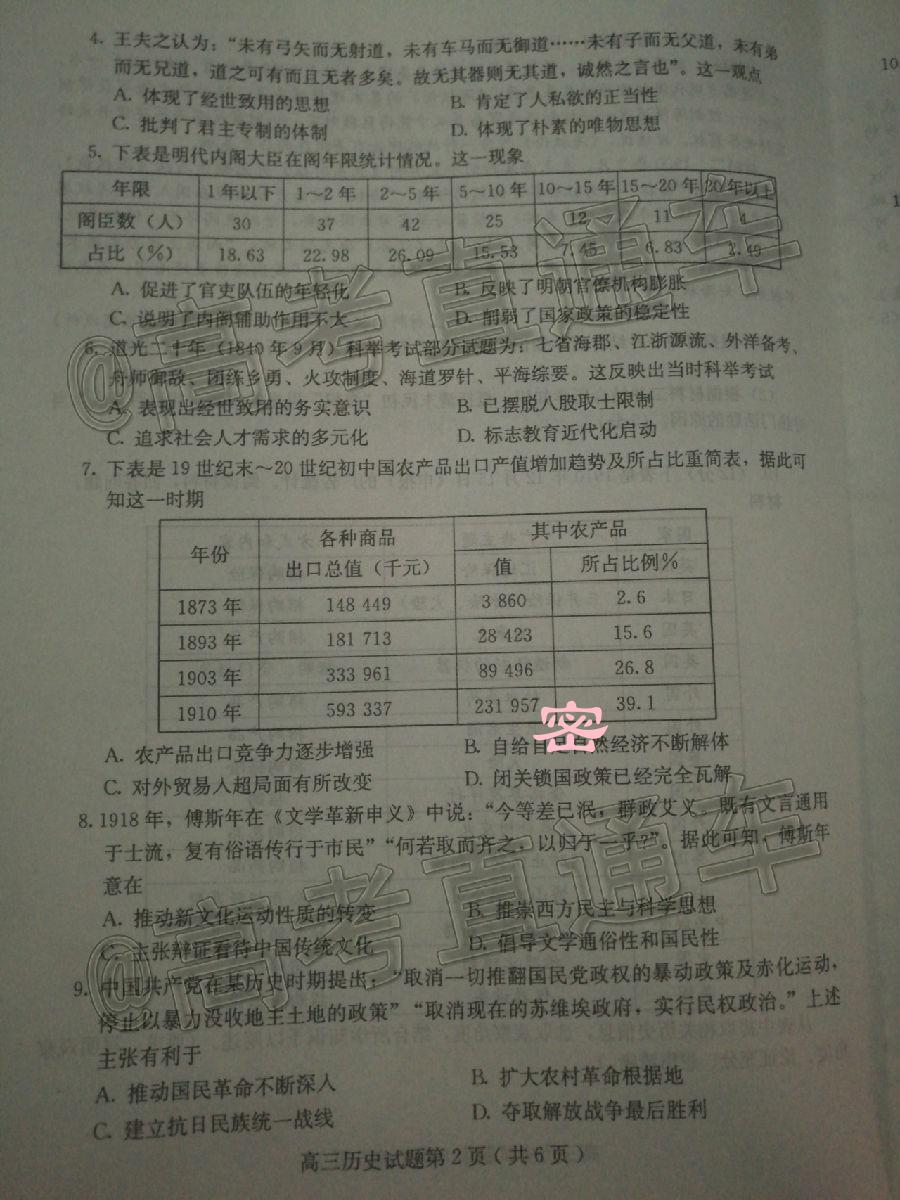 4. 王夫之认为：“未有弓矢而无射道，未有车马而无御道……未有子而无父道，未有弟
而无兄道，道之可有而且无者多矣。故无其器则无其道，诚然之言也”。这一观点
A. 体现了经世致用的思想 B. 肯定了人私欲的正当性
C. 批判了君主专制的体制 D. 体现了朴素的唯物思想
5. 下表是明代内阁大臣在阁年限统计情况。这一现象
年限 1年以下 1～2年 2～5年 5～10年 10～15年 15～20年 20年以上
阁臣数（人） 30 37 42 25 12 11 4
占比（%） 18.63 22.98 26.09 15.53 7.45 6.83 2.49
A. 促进了官吏队伍的年轻化 B. 反映了明朝官僚机构膨胀
C. 说明了内阁辅助作用不大 D. 削弱了国家政策的稳定性
6. 道光二十年（1840年9月）科举考试部分试题为：七省海郡、江浙源流、外洋备考、
舟师御敌、团练乡勇、火攻制度、海道罗针、平海综要。这反映出当时科举考试
A. 表现出经世致用的务实意识 B. 已摆脱八股取士限制
C. 追求社会人才需求的多元化 D. 标志教育近代化启动
7. 下表是19世纪末～20世纪初中国农产品出口产值增加趋势及所占比重简表，据此可
知这一时期
年份 各种商品 其中农产品
出口总值（千元） 值 所占比例%
1873年 148 449 3 860 2.6
1893年 181 713 28 423 15.6
1903年 333 961 89 496 26.8
1910年 593 337 231 957 39.1
密
A. 农产品出口竞争力逐步增强 B. 自给自足自然经济不断解体
C. 对外贸易人超局面有所改变 D. 闭关锁国政策已经完全瓦解
8. 1918年，傅斯年在《文学革新申义》中说：“今等差已泯，群政艾义。既有文言通用
于士流，复有俗语传行于市民”“何若取而齐之，以归于一乎?”。据此可知，傅斯年
意在
A. 推动新文化运动性质的转变 B. 推崇西方民主与科学思想
C. 主张辩证看待中国传统文化 D. 倡导文学通俗性和国民性
9. 中国共产党在某历史时期提出：“取消一切推翻国民党政权的暴动政策及赤化运动，
停止以暴力没收地主土地的政策”“取消现在的苏维埃政府，实行民权政治。”上述
主张有利于
A. 推动国民革命不断深入 B. 扩大农村革命根据地
C. 建立抗日民族统一战线 D. 夺取解放战争最后胜利
高三历史试题第2页（共6页）
@高考直通车
@高考直通车
10
1